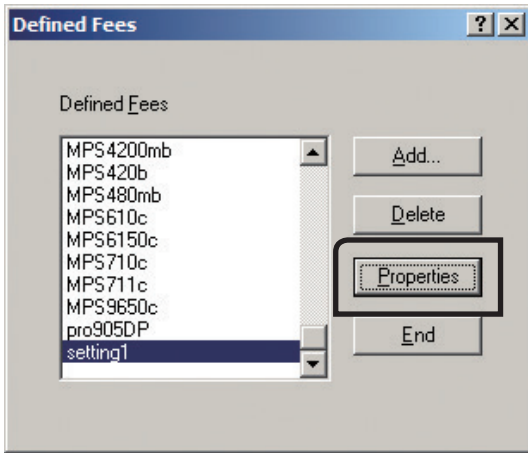 Defined Fees
Defined Fees
MPS4200mb
MPS420b
MPS480mb
MPS610c
MPS6150c
MPS710c
MPS711c
MPS9650c
pro905DP
setting1
Add...
Delete
Properties
End